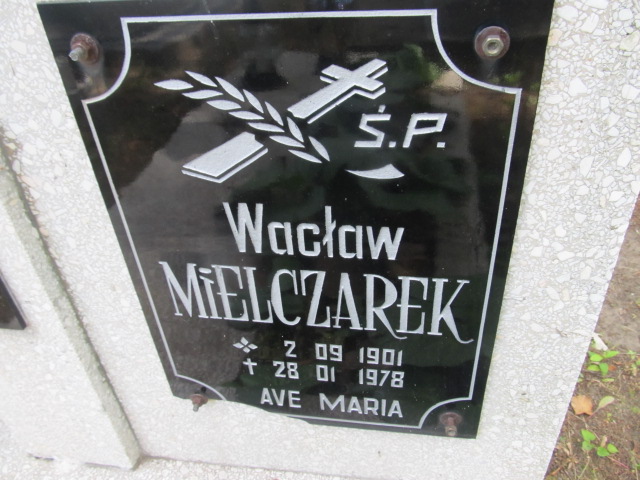 Ś.P.
Wacław
MIELCZAREK
2 09 1901
✝ 28 01 1978
AVE MARIA